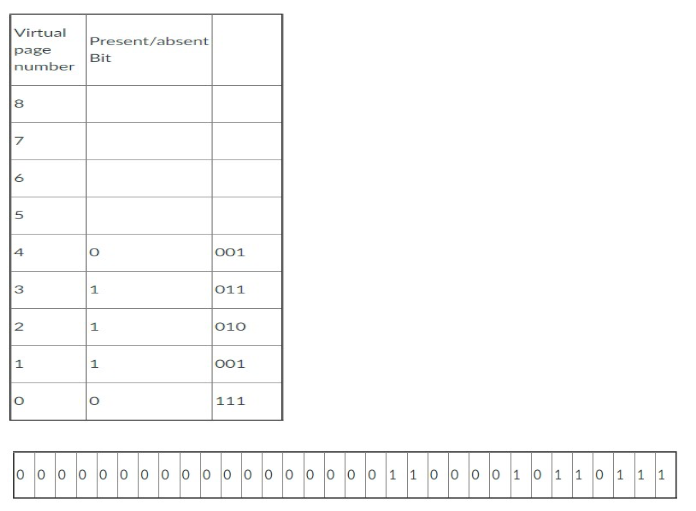 Virtual
page
number
Present/absent
Bit
8
7
6
5
4 0 001
3 1 011
2 1 010
1 1 001
0 0 111
0 0 0 0 0 0 0 0 0 0 0 0 0 0 0 0 0 0 1 1 0 0 0 0 1 0 1 1 0 1 1 1